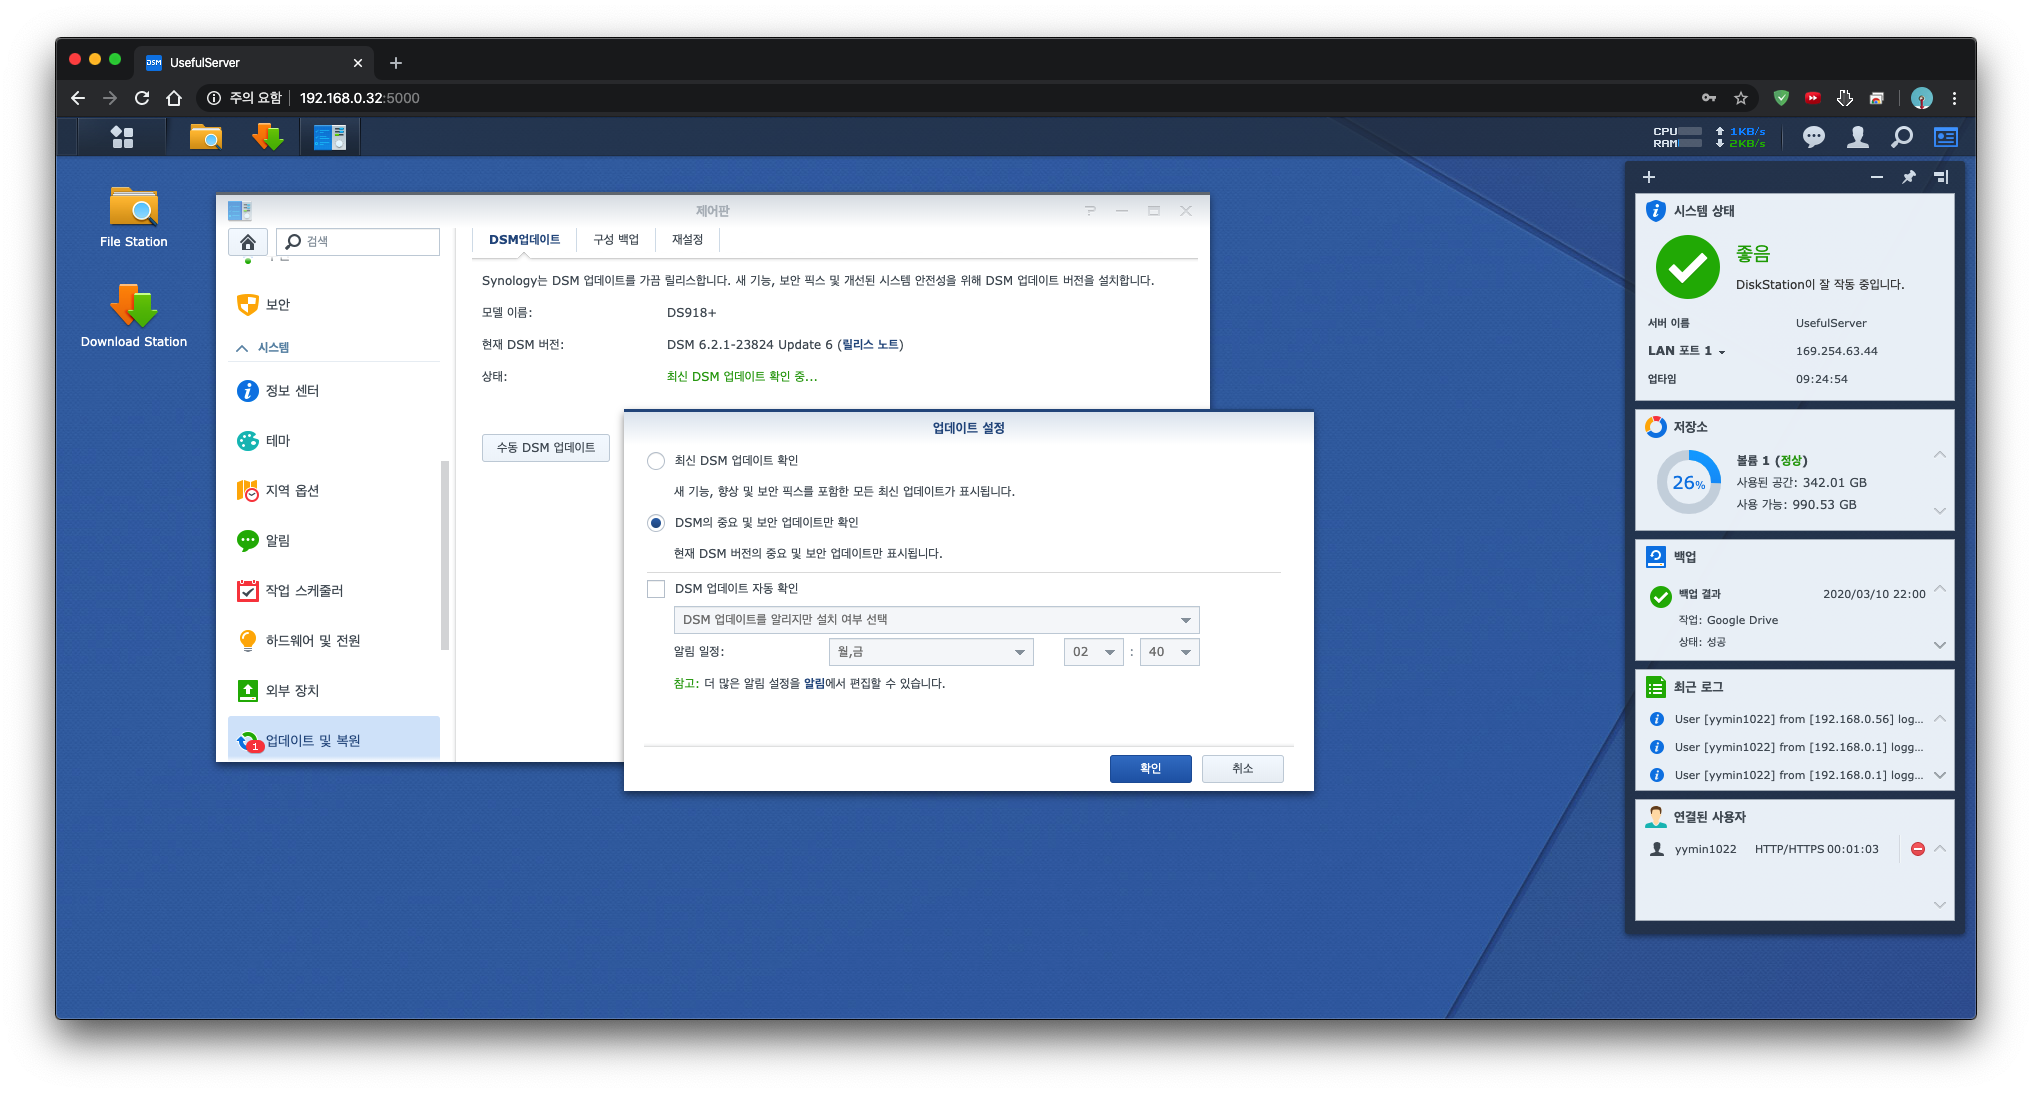 DSM
UsefulServer
주의 요함
192.168.0.32:5000
CPU
RAM
1KB/s
2KB/s
File Station
Download Station
제어판
검색
보안
시스템
정보 센터
테마
지역 옵션
알림
작업 스케줄러
하드웨어 및 전원
외부 장치
1
업데이트 및 복원
DSM업데이트
구성 백업
재설정
Synology는 DSM 업데이트를 가끔 릴리스합니다. 새 기능, 보안 픽스 및 개선된 시스템 안전성을 위해 DSM 업데이트 버전을 설치합니다.
모델 이름:
DS918+
현재 DSM 버전:
DSM 6.2.1-23824 Update 6 (릴리스 노트)
상태:
최신 DSM 업데이트 확인 중...
수동 DSM 업데이트
업데이트 설정
최신 DSM 업데이트 확인
새 기능, 향상 및 보안 픽스를 포함한 모든 최신 업데이트가 표시됩니다.
DSM의 중요 및 보안 업데이트만 확인
현재 DSM 버전의 중요 및 보안 업데이트만 표시됩니다.
DSM 업데이트 자동 확인
DSM 업데이트를 알리지만 설치 여부 선택
알림 일정:
월,금
02
:
40
참고: 더 많은 알림 설정을 알림에서 편집할 수 있습니다.
확인
취소
시스템 상태
좋음
DiskStation이 잘 작동 중입니다.
서버 이름
UsefulServer
LAN 포트 1
169.254.63.44
업타임
09:24:54
저장소
26%
볼륨 1 (정상)
사용된 공간: 342.01 GB
사용 가능: 990.53 GB
백업
백업 결과
2020/03/10 22:00
작업: Google Drive
상태: 성공
최근 로그
User [yymin1022] from [192.168.0.56] log...
User [yymin1022] from [192.168.0.1] logg...
User [yymin1022] from [192.168.0.1] logg...
연결된 사용자
yymin1022
HTTP/HTTPS
00:01:03